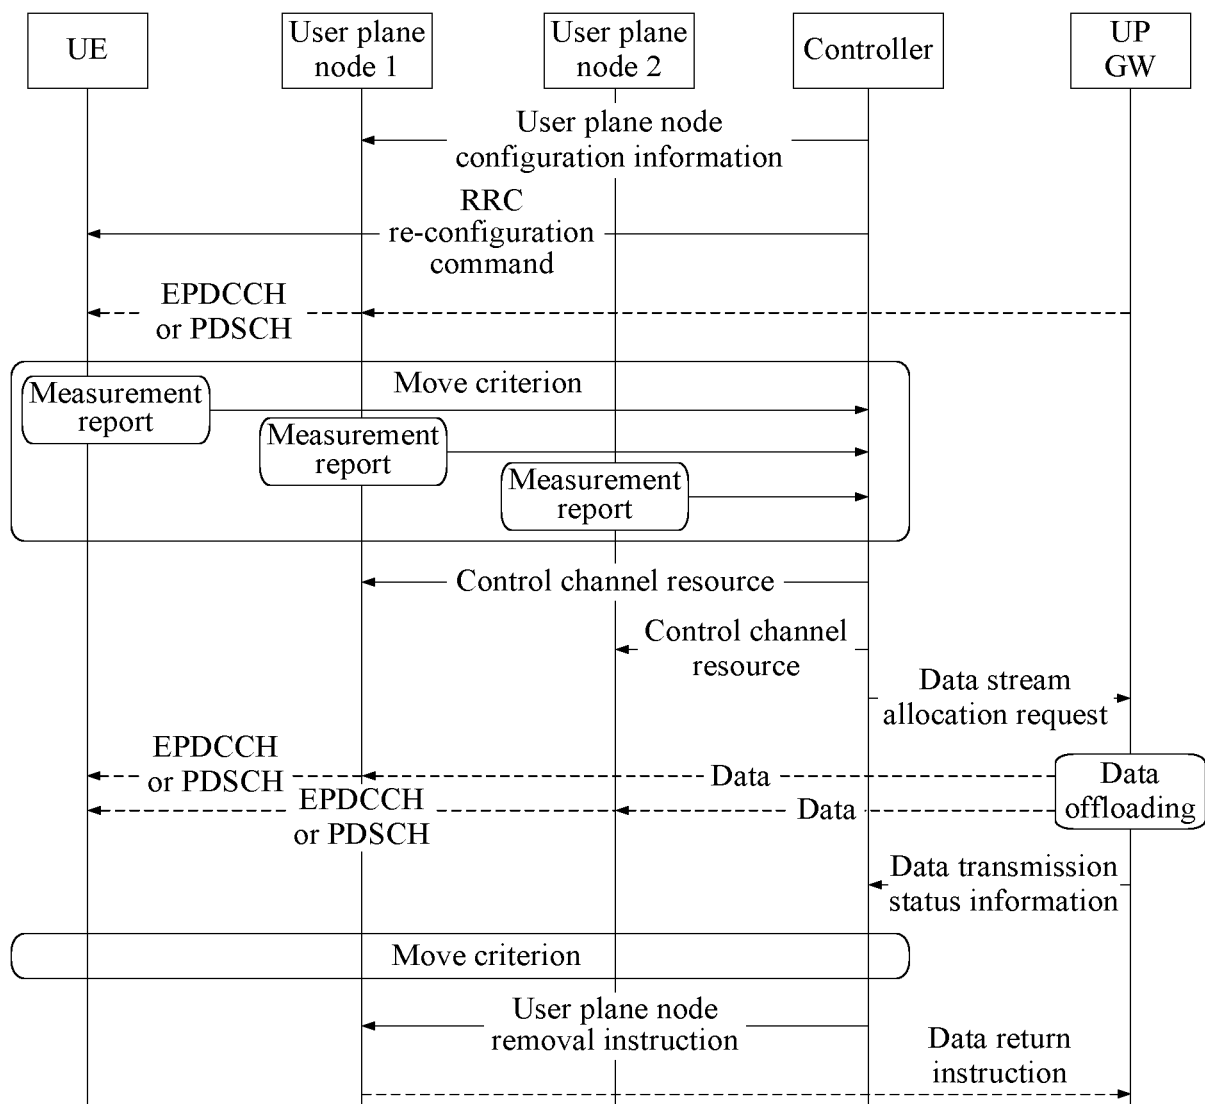 UE
User plane
node 1
User plane
node 2
Controller
UP
GW
User plane node
configuration information
RRC
re-configuration
command
EPDCCH
or PDSCH
Move criterion
Measurement
report
Measurement
report
Measurement
report
Control channel resource
Control channel
resource
Data stream
allocation request
EPDCCH
or PDSCH
Data
Data
offloading
EPDCCH
or PDSCH
Data
Data transmission
status information
Move criterion
User plane node
removal instruction
Data return
instruction